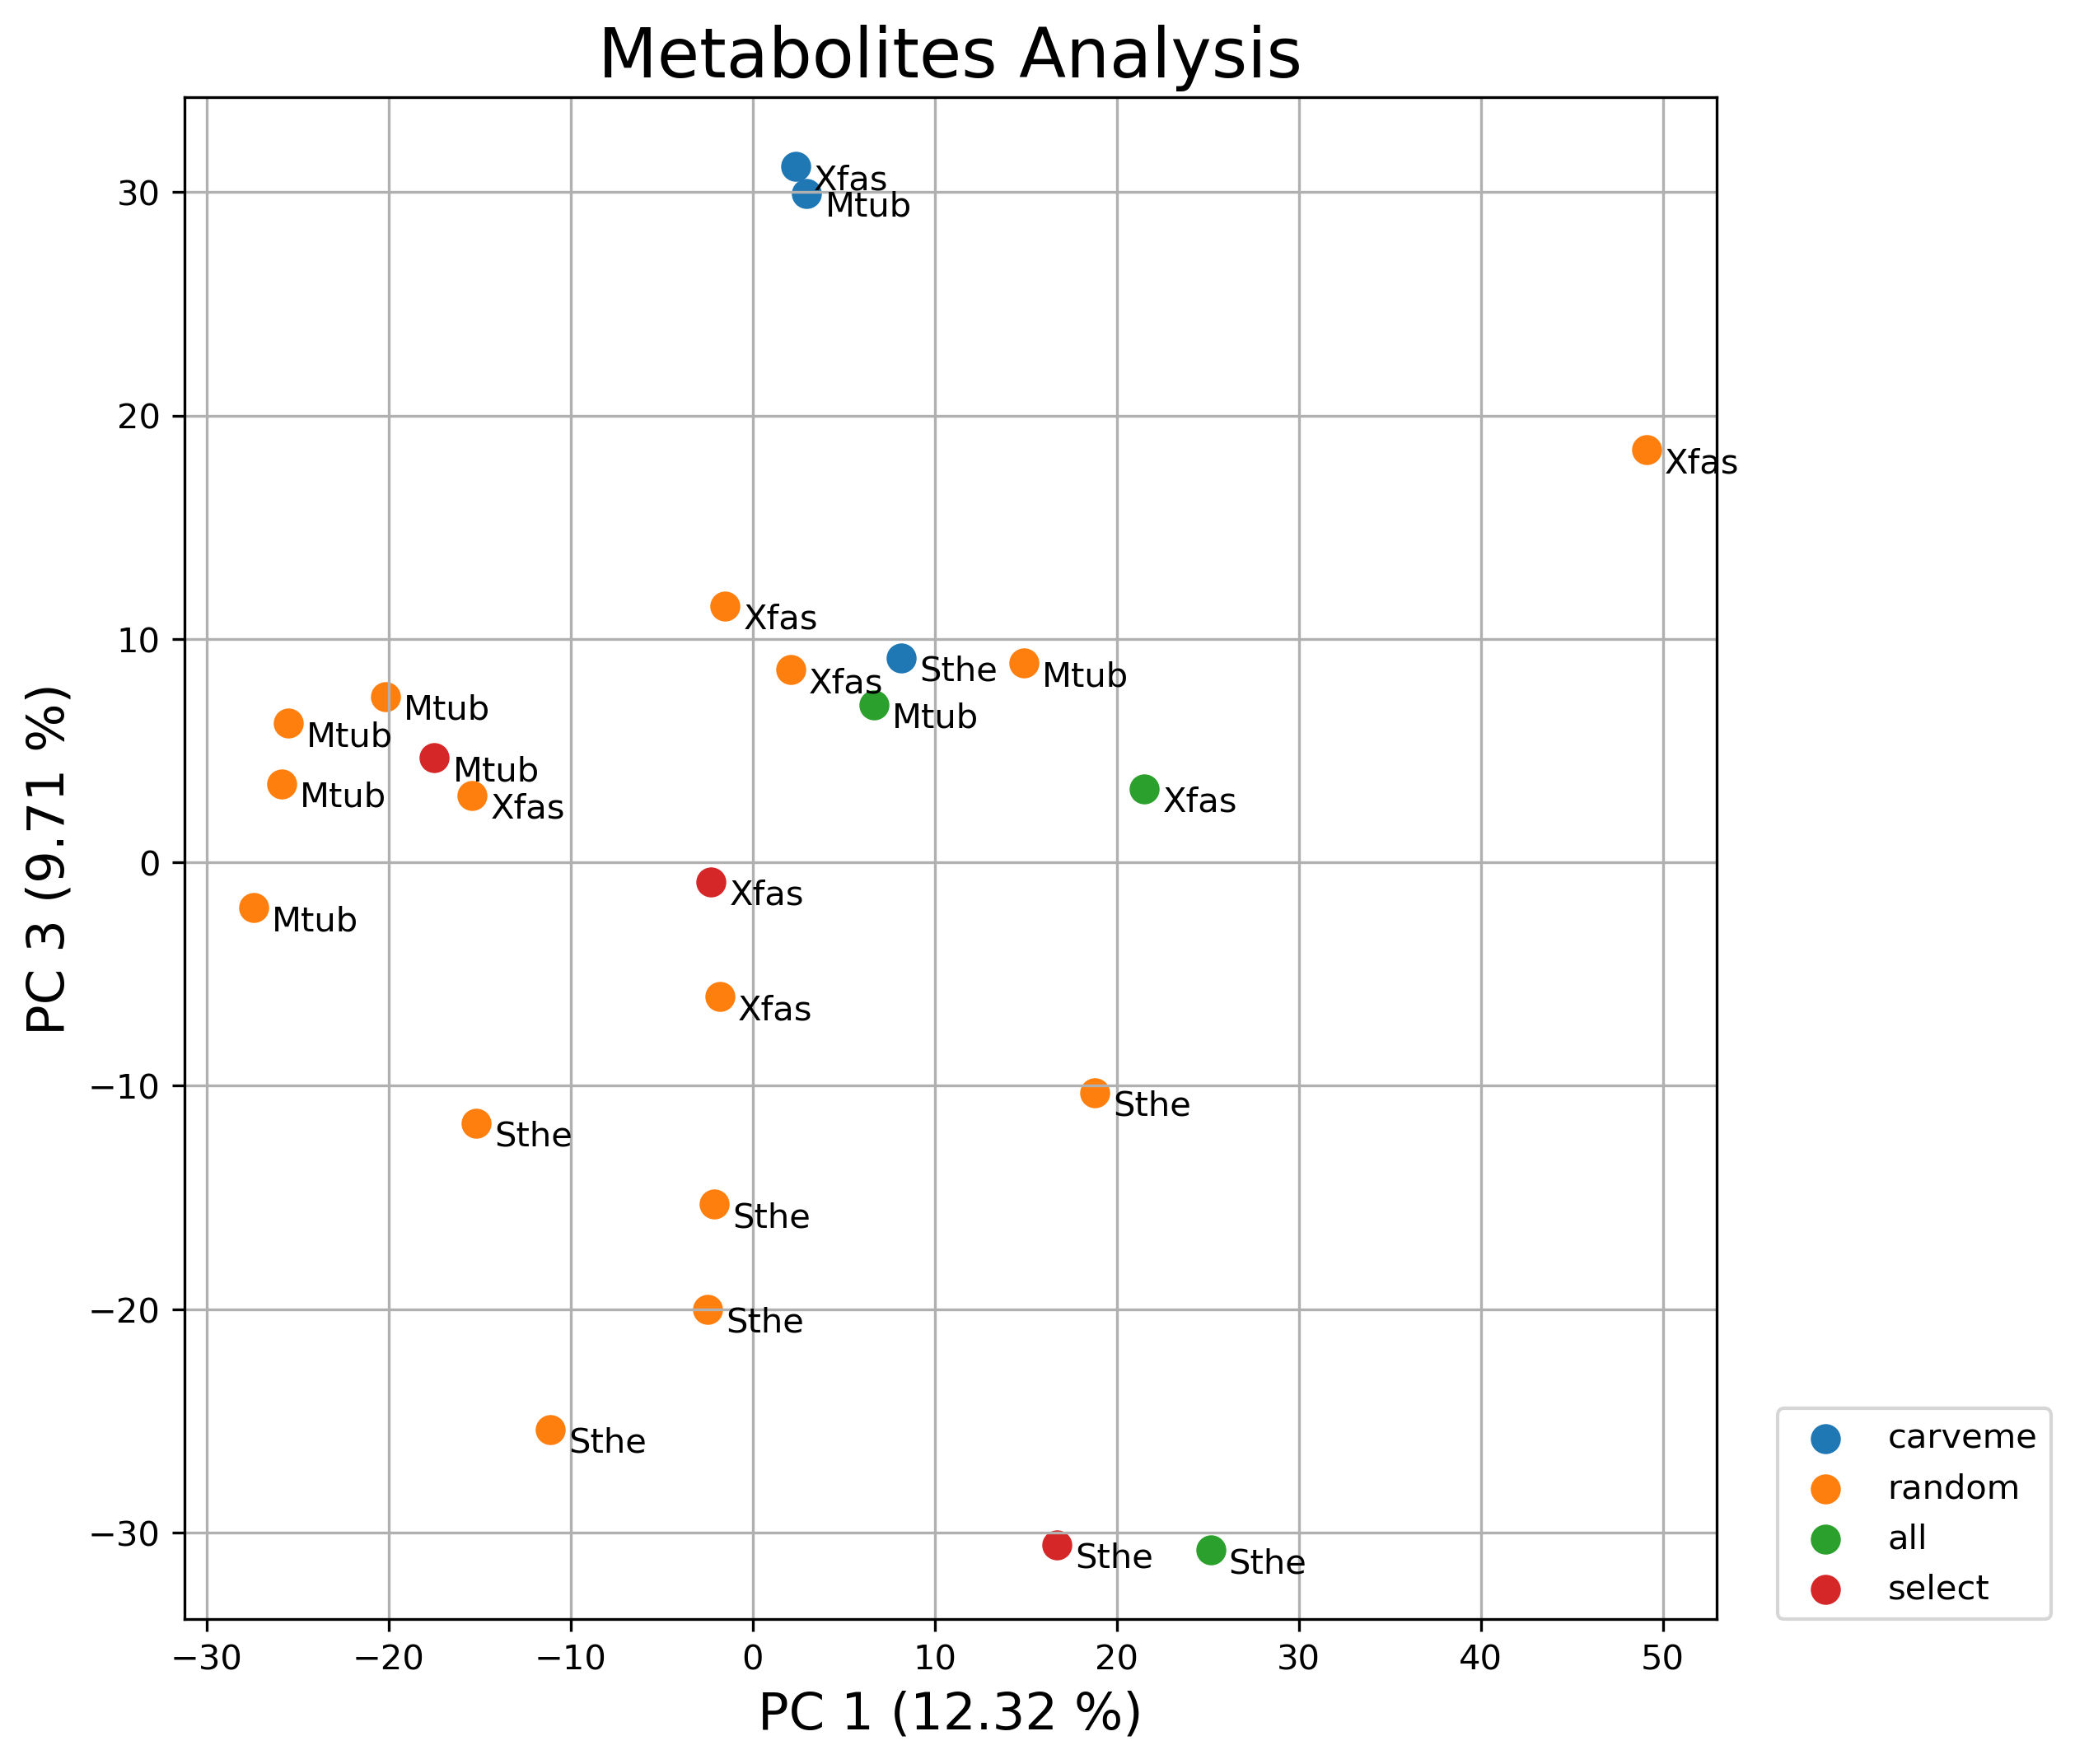 Metabolites Analysis
30
20
10
0
−10
−20
−30
PC 3 (9.71 %)
Xfas
Mtub
Xfas
Xfas
Sthe
Mtub
Xfas
Mtub
Mtub
Mtub
Mtub
Xfas
Mtub
Xfas
Xfas
Mtub
Xfas
Sthe
Sthe
Sthe
Sthe
Sthe
Sthe
Sthe
−30
−20
−10
0
10
20
30
40
50
PC 1 (12.32 %)
carveme
random
all
select